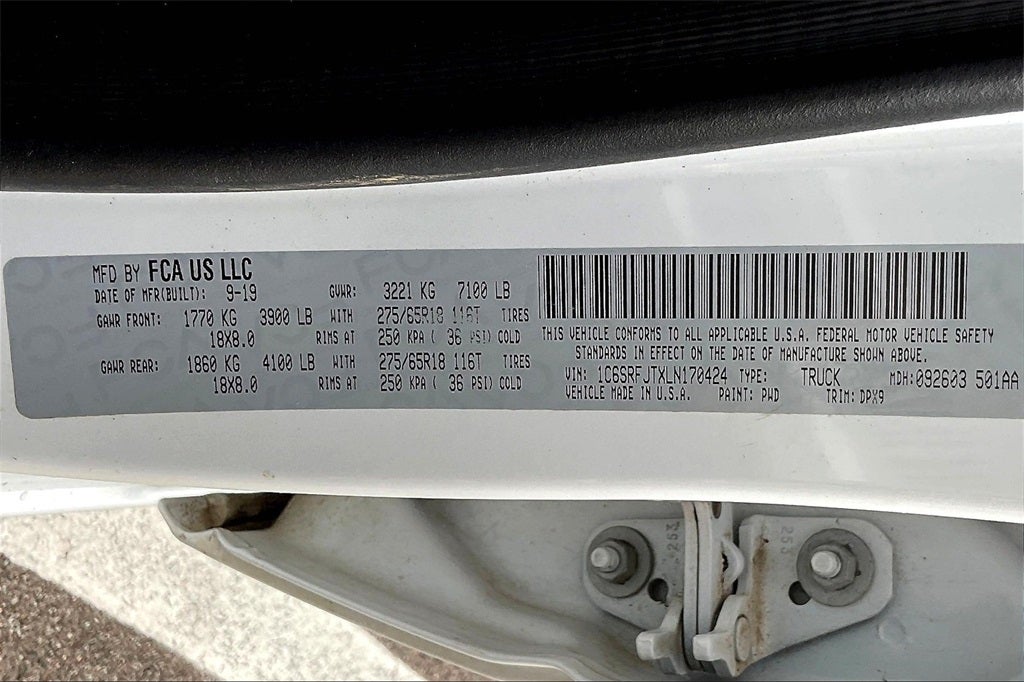 MFD BY FCA US LLC
DATE OF MFR(BUILT): 9-19 GVWR: 3221 KG 7100 LB
GAWR FRONT: 1770 KG 3900 LB WITH 275/65R18 116T TIRES
18X8.0 RIMS AT 250 KPA ( 36 PSI) COLD
GAWR REAR: 1860 KG 4100 LB WITH 275/65R18 116T TIRES
18X8.0 RIMS AT 250 KPA ( 36 PSI) COLD
THIS VEHICLE CONFORMS TO ALL APPLICABLE U.S.A. FEDERAL MOTOR VEHICLE SAFETY
STANDARDS IN EFFECT ON THE DATE OF MANUFACTURE SHOWN ABOVE.
VIN: 1C6SRFJTXLN170424 TYPE: TRUCK MDH:092603 501AA
VEHICLE MADE IN U.S.A. PAINT: PWD TRIM: DPX9
253
253